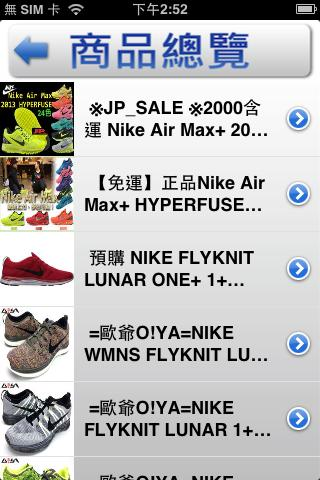 無 SIM 卡
下午2:52
商品總覽
Nike Air Max
2013 HYPERFUSE
24色
※JP_SALE ※2000含
運 Nike Air Max+ 20...
【免運】正品Nike Air
Max+ HYPERFUSE...
預購 NIKE FLYKNIT
LUNAR ONE+ 1+...
=歐爺O!YA=NIKE
WMNS FLYKNIT LU...
=歐爺O!YA=NIKE
FLYKNIT LUNAR 1+...
=歐爺O!YA=NIKE